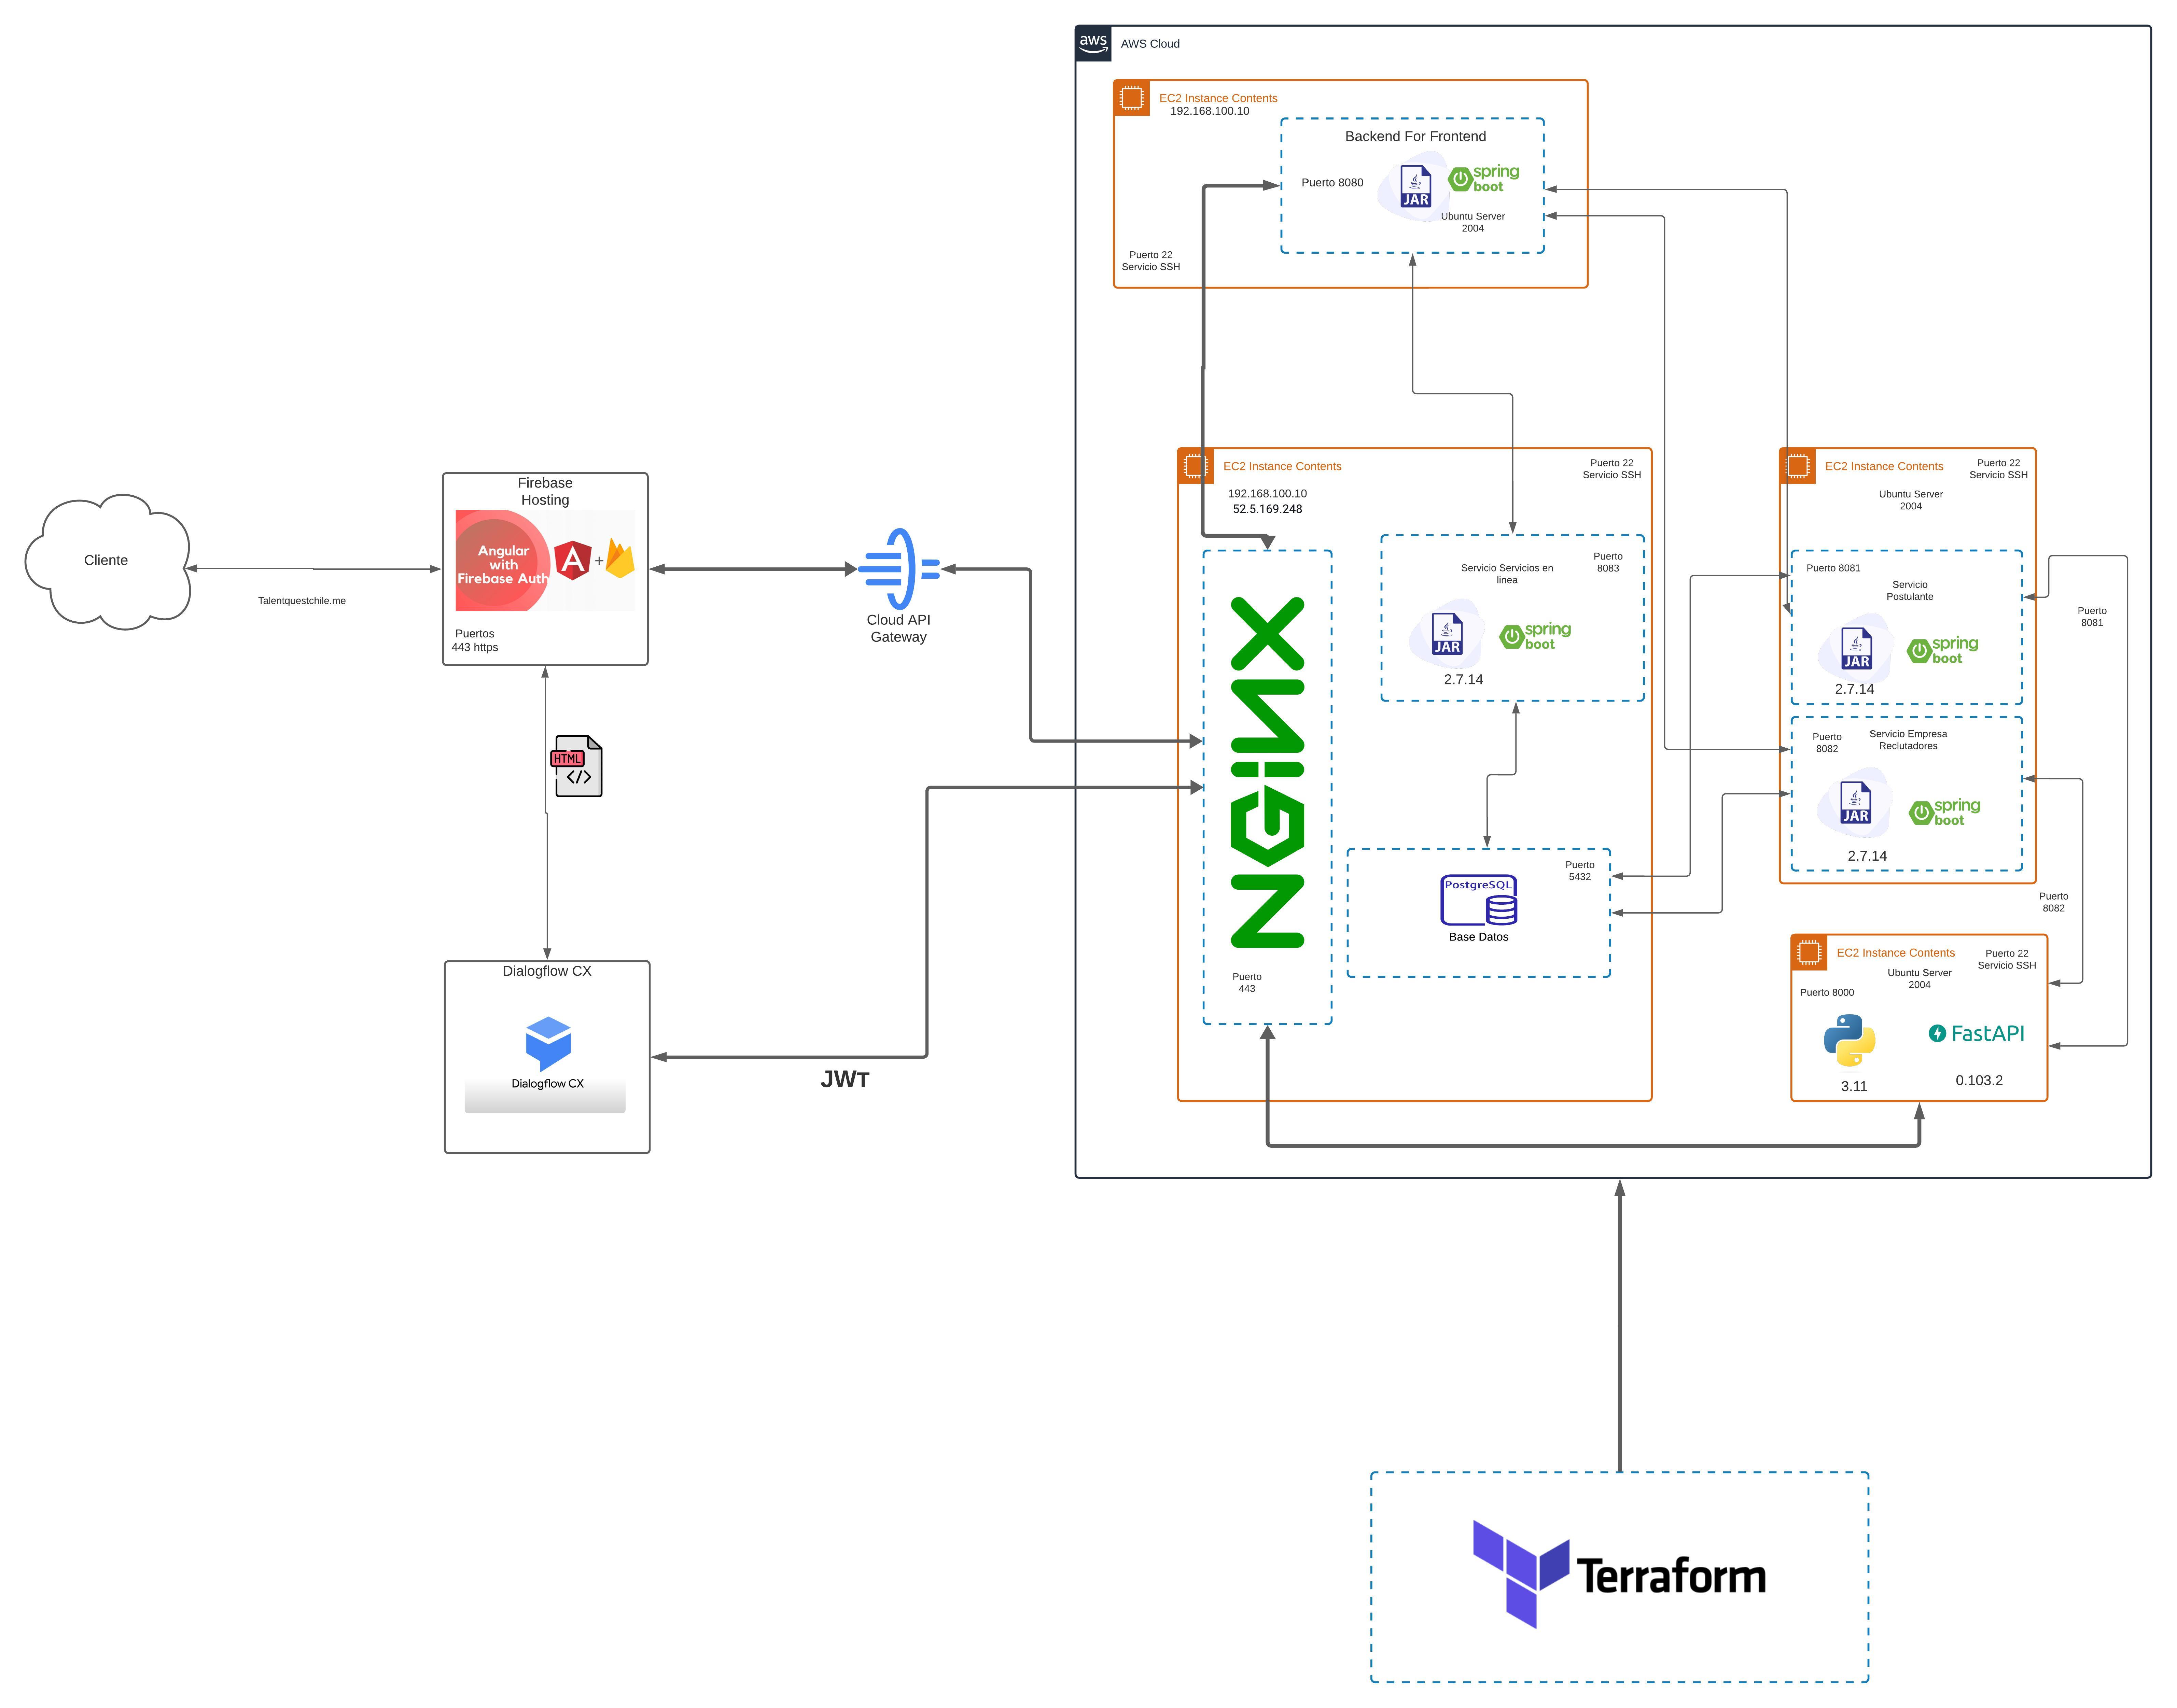 aws
AWS Cloud
EC2 Instance Contents
192.168.100.10
Backend For Frontend
Puerto 8080
JAR
spring
boot
Ubuntu Server
2004
Puerto 22
Servicio SSH
Cliente
Talentquestchile.me
Firebase
Hosting
Angular
with
Firebase Auth
A
+
Puertos
443 https
Cloud API
Gateway
HTML
</>
Dialogflow CX
Dialogflow CX
JWT
EC2 Instance Contents
192.168.100.10
52.5.169.248
Puerto 22
Servicio SSH
NGINX
Puerto
443
Servicio Servicios en
linea
Puerto
8083
JAR
spring
boot
2.7.14
Puerto
5432
PostgreSQL
Base Datos
EC2 Instance Contents
Puerto 22
Servicio SSH
Ubuntu Server
2004
Puerto 8081
Servicio
Postulante
JAR
spring
boot
2.7.14
Puerto
8081
Puerto
8082
Servicio Empresa
Reclutadores
JAR
spring
boot
2.7.14
Puerto
8082
EC2 Instance Contents
Puerto 22
Servicio SSH
Ubuntu Server
2004
Puerto 8000
FastAPI
3.11
0.103.2
Terraform